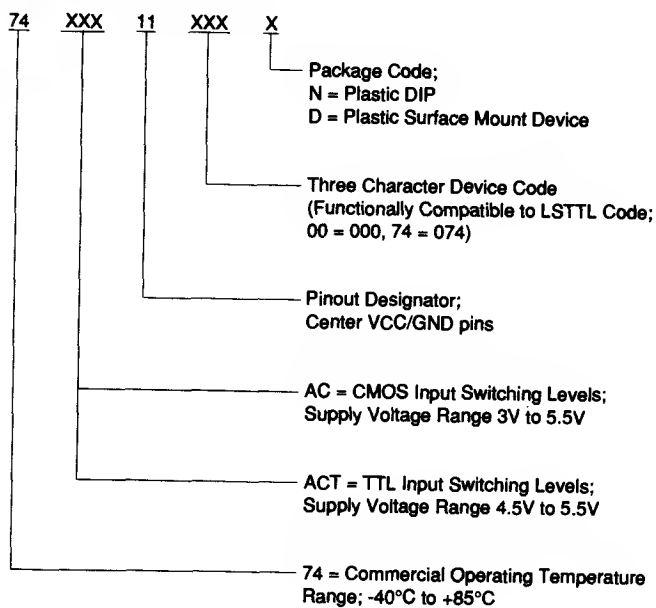 74 XXX 11 XXX X
Package Code;
N = Plastic DIP
D = Plastic Surface Mount Device
Three Character Device Code
(Functionally Compatible to LSTTL Code;
00 = 000, 74 = 074)
Pinout Designator;
Center VCC/GND pins
AC = CMOS Input Switching Levels;
Supply Voltage Range 3V to 5.5V
ACT = TTL Input Switching Levels;
Supply Voltage Range 4.5V to 5.5V
74 = Commercial Operating Temperature
Range; -40°C to +85°C